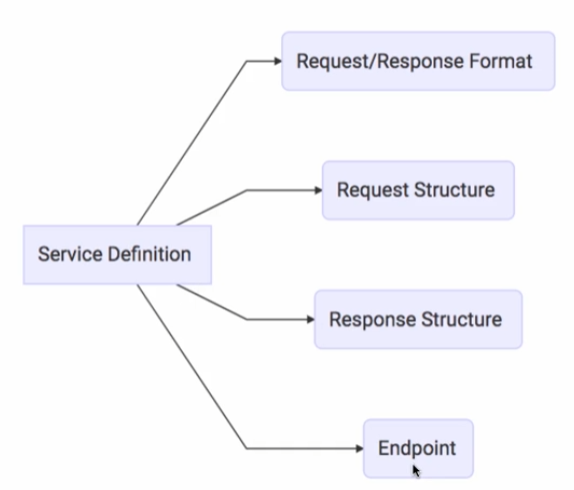 Request/Response Format
Request Structure
Service Definition
Response Structure
Endpoint